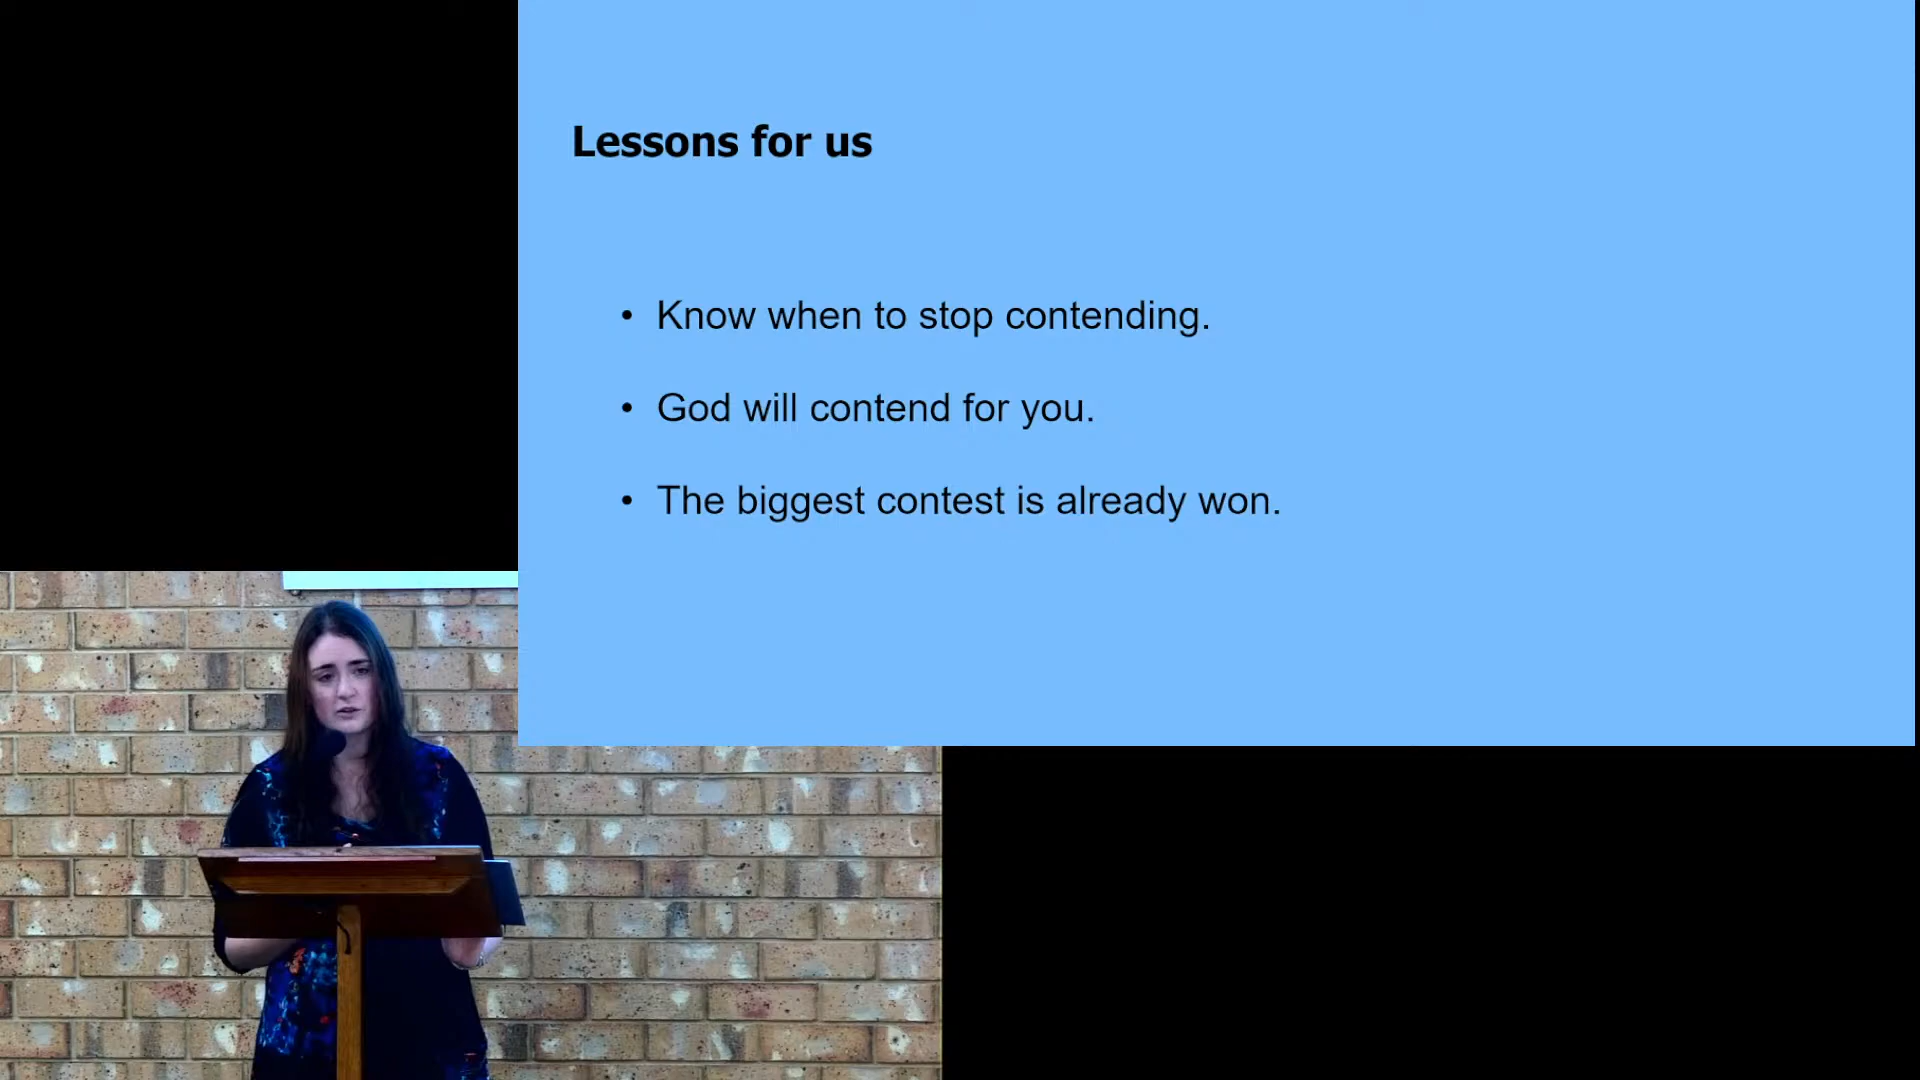 Lessons for us
• Know when to stop contending.
• God will contend for you.
• The biggest contest is already won.